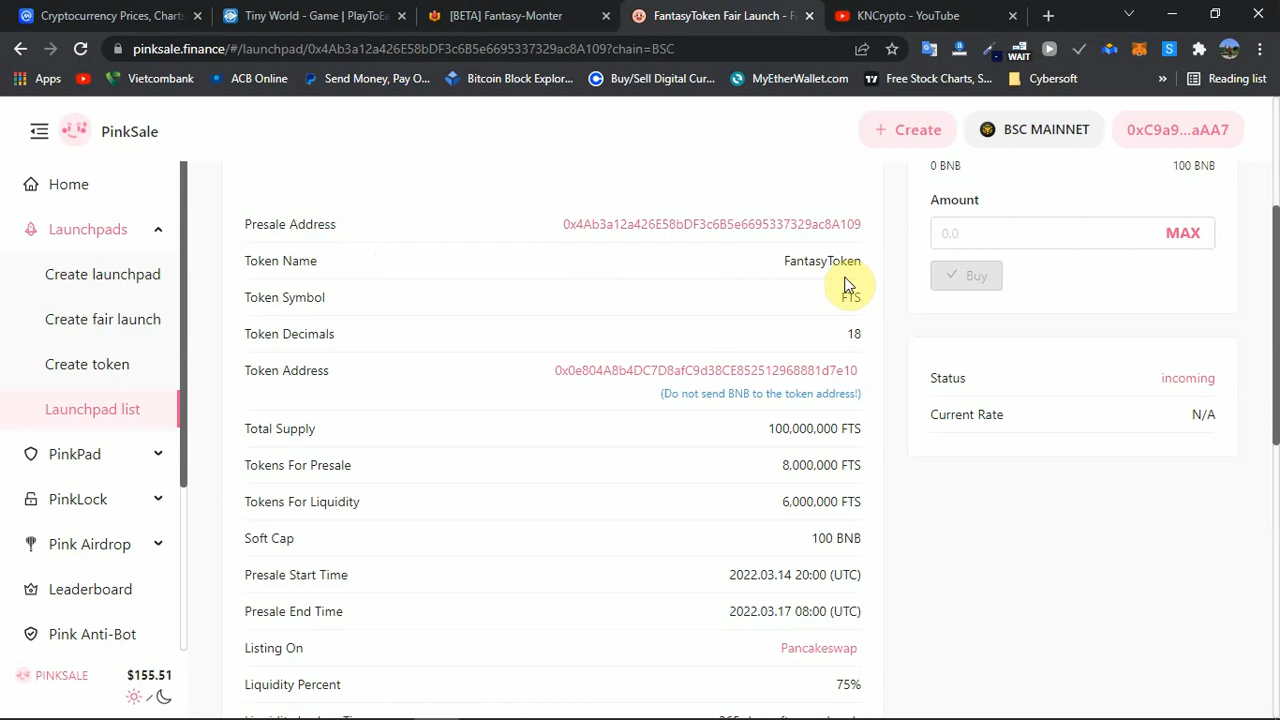 Cryptocurrency Prices, Chart
Tiny World - Game | PlayToEa
[BETA] Fantasy-Monter
FantasyToken Fair Launch - Fa
KNCrypto - YouTube
pinksale.finance/#/launchpad/0x4Ab3a12a426E58bDF3c6B5e6695337329ac8A109?chain=BSC
WAIT
Apps
Vietcombank
ACB Online
Send Money, Pay O...
Bitcoin Block Explor...
Buy/Sell Digital Cur...
MyEtherWallet.com
Free Stock Charts, S...
Cybersoft
»
Reading list
PinkSale
+ Create
BSC MAINNET
0xC9a9...aAA7
Home
Launchpads
Create launchpad
Create fair launch
Create token
Launchpad list
PinkPad
PinkLock
Pink Airdrop
Leaderboard
Pink Anti-Bot
PINKSALE $155.51
Presale Address 0x4Ab3a12a426E58bDF3c6B5e6695337329ac8A109
Token Name FantasyToken
Token Symbol FTS
Token Decimals 18
Token Address 0x0e804A8b4DC7D8afC9d38CE852512968881d7e10
(Do not send BNB to the token address!)
Total Supply 100,000,000 FTS
Tokens For Presale 8,000,000 FTS
Tokens For Liquidity 6,000,000 FTS
Soft Cap 100 BNB
Presale Start Time 2022.03.14 20:00 (UTC)
Presale End Time 2022.03.17 08:00 (UTC)
Listing On Pancakeswap
Liquidity Percent 75%
0 BNB 100 BNB
Amount
0.0 MAX
Buy
Status incoming
Current Rate N/A